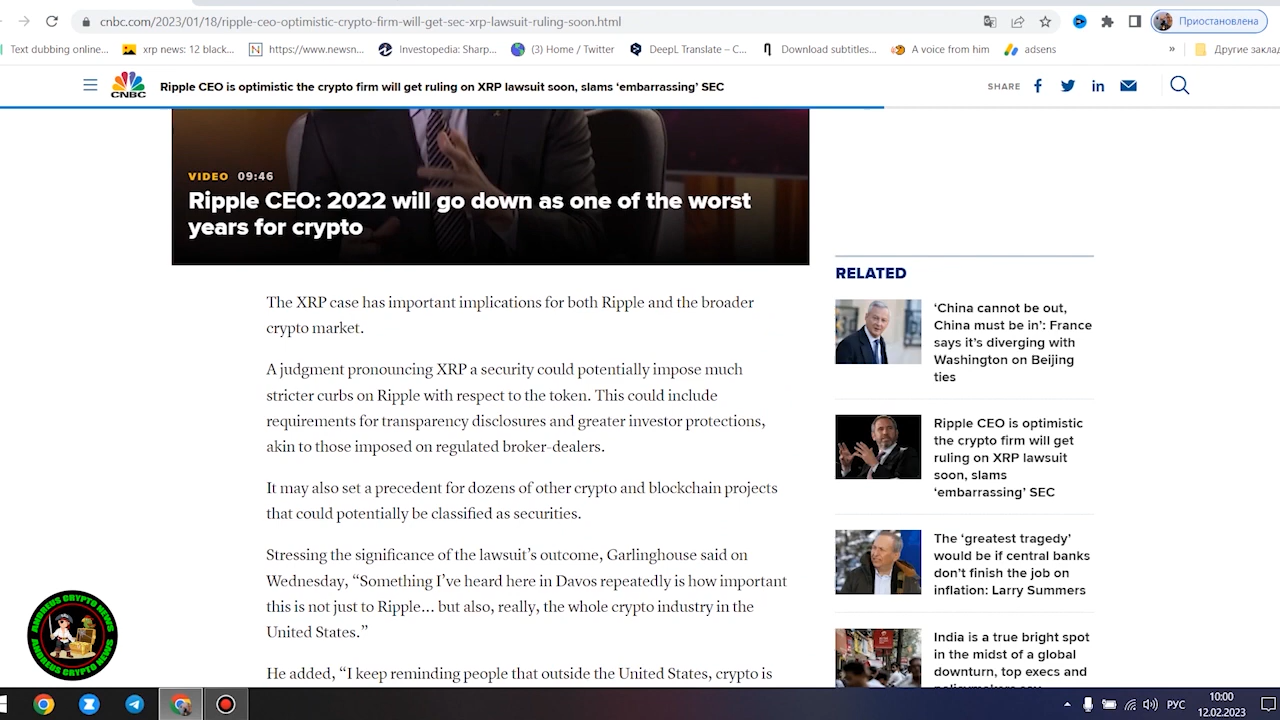 cnbc.com/2023/01/18/ripple-ceo-optimistic-crypto-firm-will-get-sec-xrp-lawsuit-ruling-soon.html
Приостановлена
Text dubbing online...
xrp news: 12 black...
https://www.newsn...
Investopedia: Sharp...
(3) Home / Twitter
DeepL Translate – C...
Download subtitles...
A voice from him
adsens
»
Другие закла
CNBC
Ripple CEO is optimistic the crypto firm will get ruling on XRP lawsuit soon, slams ‘embarrassing’ SEC
SHARE
VIDEO 09:46
Ripple CEO: 2022 will go down as one of the worst
years for crypto
The XRP case has important implications for both Ripple and the broader
crypto market.
A judgment pronouncing XRP a security could potentially impose much
stricter curbs on Ripple with respect to the token. This could include
requirements for transparency disclosures and greater investor protections,
akin to those imposed on regulated broker-dealers.
It may also set a precedent for dozens of other crypto and blockchain projects
that could potentially be classified as securities.
Stressing the significance of the lawsuit’s outcome, Garlinghouse said on
Wednesday, “Something I’ve heard here in Davos repeatedly is how important
this is not just to Ripple… but also, really, the whole crypto industry in the
United States.”
He added, “I keep reminding people that outside the United States, crypto is
RELATED
‘China cannot be out,
China must be in’: France
says it’s diverging with
Washington on Beijing
ties
Ripple CEO is optimistic
the crypto firm will get
ruling on XRP lawsuit
soon, slams
‘embarrassing’ SEC
The ‘greatest tragedy’
would be if central banks
don’t finish the job on
inflation: Larry Summers
India is a true bright spot
in the midst of a global
downturn, top execs and
ANDREUS CRYPTO NEWS
ANDREUS CRYPTO NEWS
РУС
10:00
12.02.2023